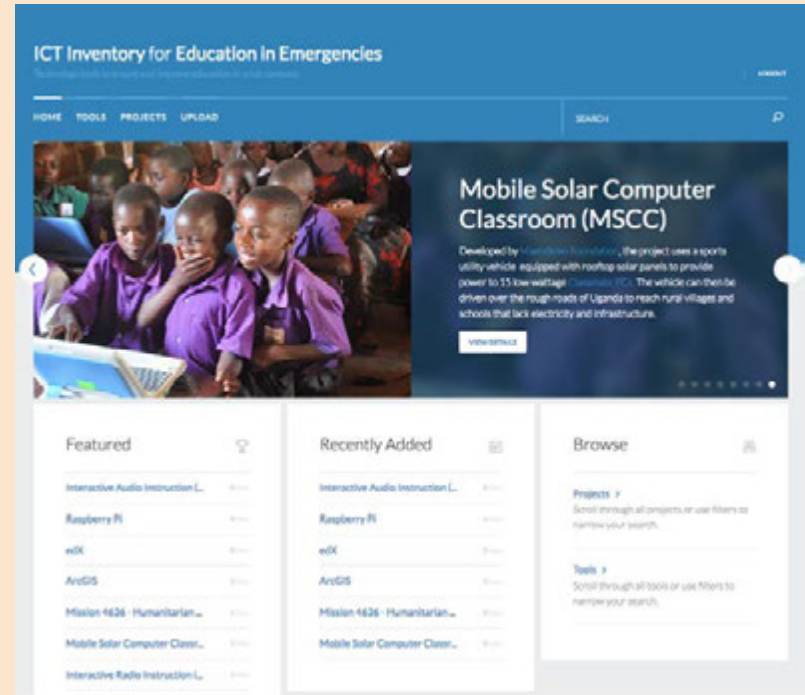 ICT Inventory for Education in Emergencies
LOGOUT
HOME TOOLS PROJECTS UPLOAD
SEARCH
Mobile Solar Computer
Classroom (MSCC)
Developed by Foundation, the project uses a sports
utility vehicle equipped with rooftop solar panels to provide
power to 15 low-wattage Classmate PCs. The vehicle can then be
driven over the rough roads of Uganda to reach rural villages and
schools that lack electricity and infrastructure.
VIEW DETAILS
Featured
Interactive Audio Instruction (...
Raspberry Pi
edX
ArcGIS
Mission 4636 - Humanitarian ...
Mobile Solar Computer Classr...
Interactive Radio Instruction (...
Recently Added
Interactive Audio Instruction (...
Raspberry Pi
edX
ArcGIS
Mission 4636 - Humanitarian ...
Mobile Solar Computer Classr...
Browse
Projects >
Scroll through all projects or use filters to
narrow your search.
Tools >
Scroll through all tools or use filters to
narrow your search.